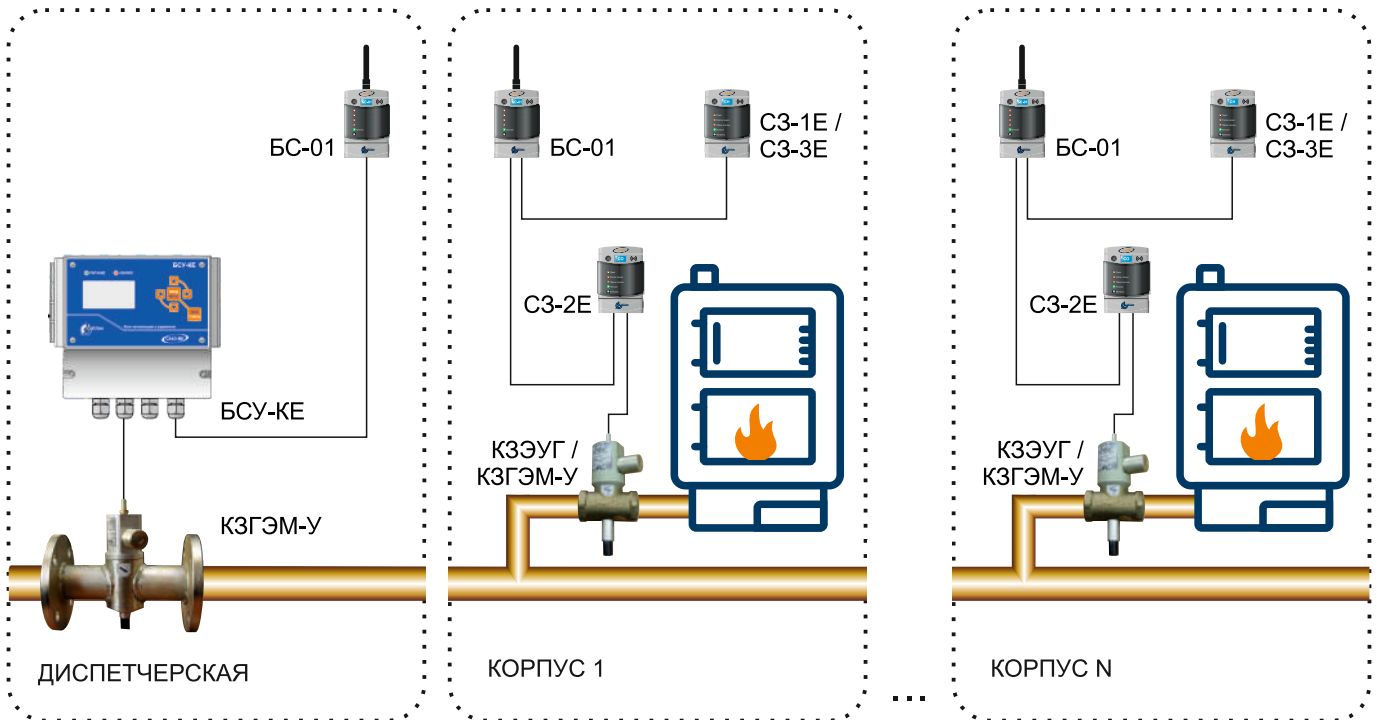 БС-01
БСУ-КЕ
БСУ-КЕ
КЗГЭМ-У
ДИСПЕТЧЕРСКАЯ
БС-01
СЗ-1Е /
СЗ-3Е
СЗ-2Е
КЗЭУГ /
КЗГЭМ-У
КОРПУС 1
...
БС-01
СЗ-1Е /
СЗ-3Е
СЗ-2Е
КЗЭУГ /
КЗГЭМ-У
КОРПУС N